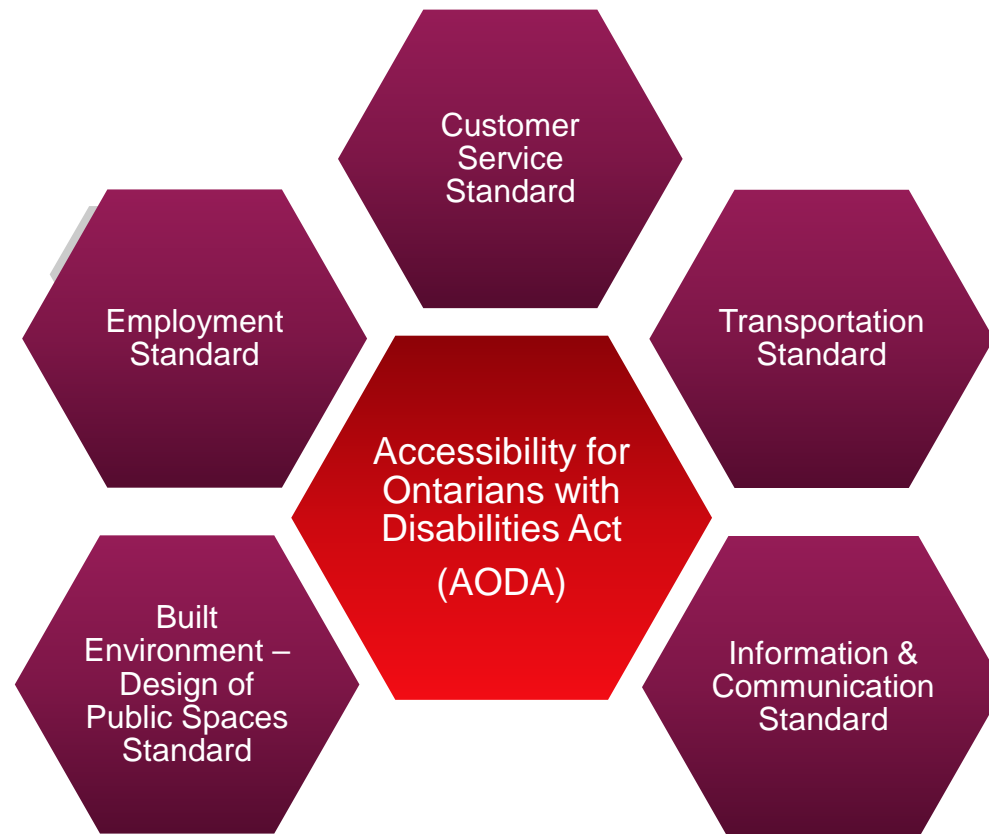 Customer
Service
Standard
Employment
Standard
Transportation
Standard
Accessibility for
Ontarians with
Disabilities Act
(AODA)
Built
Environment –
Design of
Public Spaces
Standard
Information &
Communication
Standard